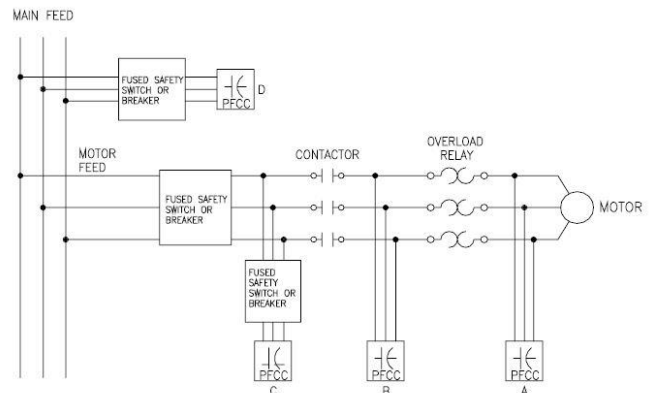 MAIN FEED
FUSED SAFETY
SWITCH OR
BREAKER
PFCC
D
MOTOR
FEED
CONTACTOR
OVERLOAD
RELAY
FUSED SAFETY
SWITCH OR
BREAKER
MOTOR
FUSED
SAFETY
SWITCH OR
BREAKER
PFCC
C
PFCC
B
PFCC
A